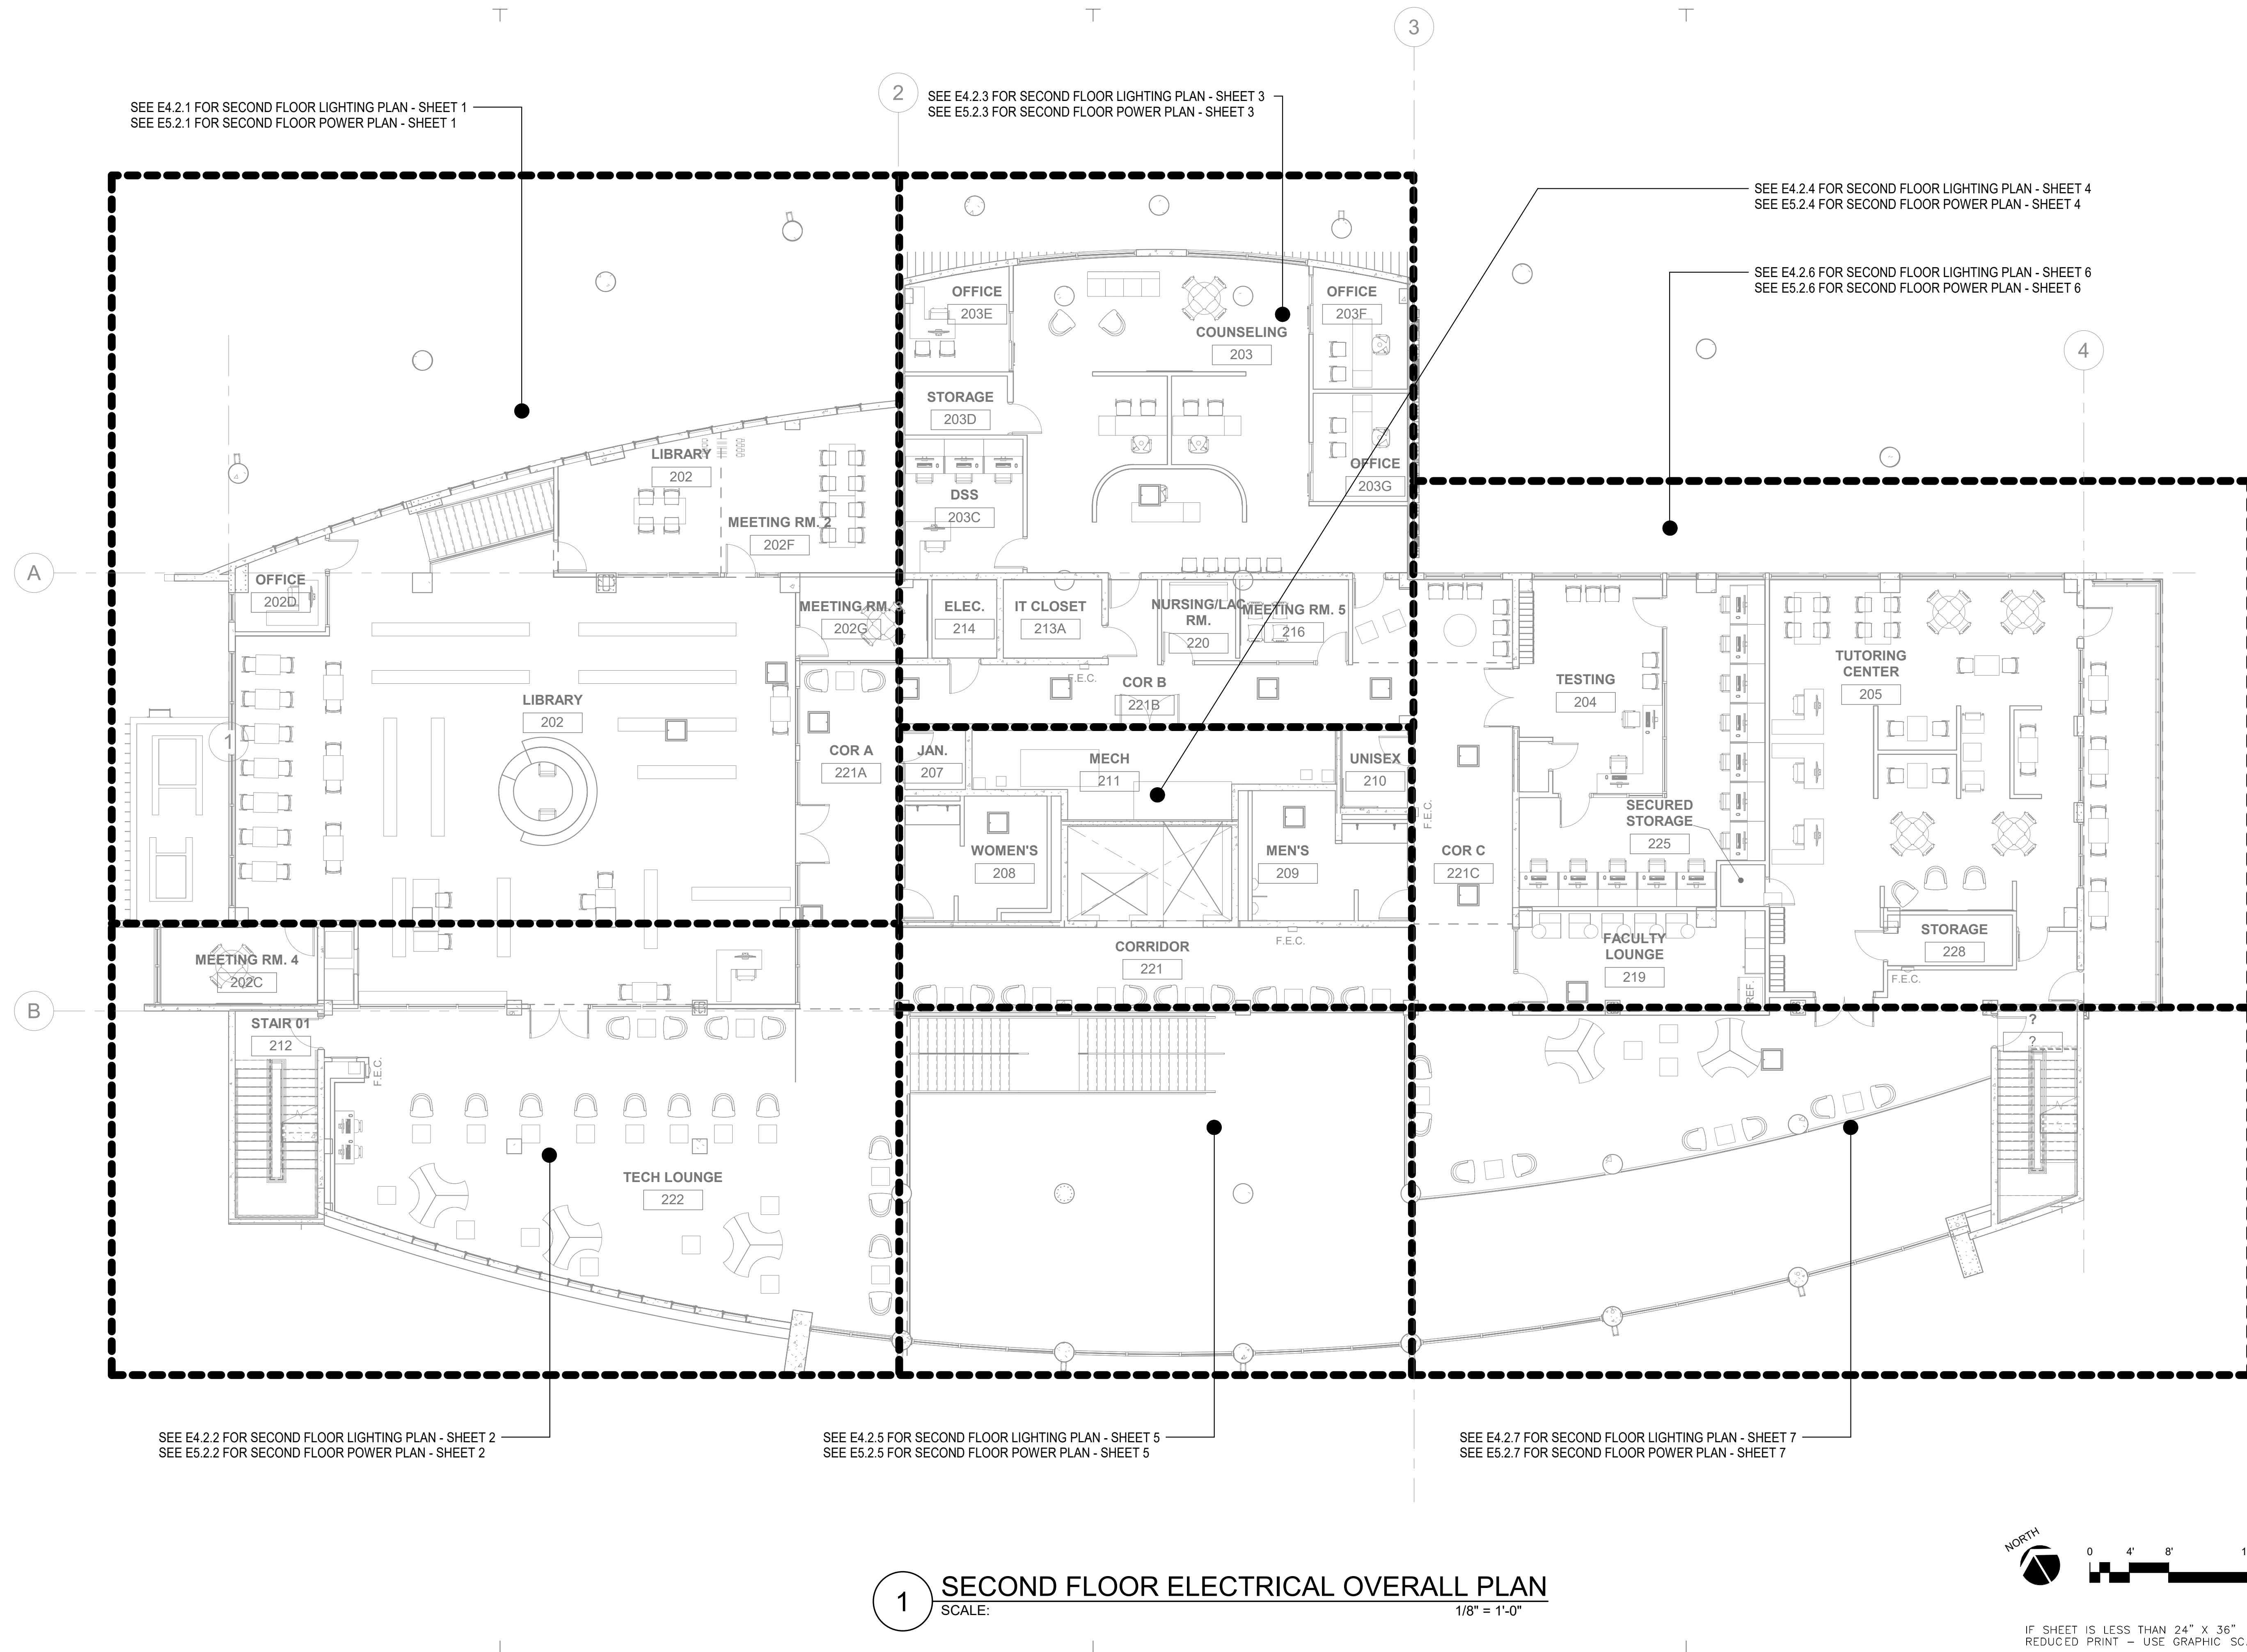 3
2
SEE E4.2.1 FOR SECOND FLOOR LIGHTING PLAN - SHEET 1
SEE E5.2.1 FOR SECOND FLOOR POWER PLAN - SHEET 1
SEE E4.2.3 FOR SECOND FLOOR LIGHTING PLAN - SHEET 3
SEE E5.2.3 FOR SECOND FLOOR POWER PLAN - SHEET 3
SEE E4.2.4 FOR SECOND FLOOR LIGHTING PLAN - SHEET 4
SEE E5.2.4 FOR SECOND FLOOR POWER PLAN - SHEET 4
SEE E4.2.6 FOR SECOND FLOOR LIGHTING PLAN - SHEET 6
SEE E5.2.6 FOR SECOND FLOOR POWER PLAN - SHEET 6
4
OFFICE
203E
COUNSELING
203
OFFICE
203F
STORAGE
203D
OFFICE
203G
DSS
203C
LIBRARY
202
MEETING RM. 2
202F
A
OFFICE
202D
MEETING RM. 3
202G
ELEC.
214
IT CLOSET
213A
NURSING/LAC
RM.
220
MEETING RM. 5
216
F.E.C.
COR B
221B
TESTING
204
TUTORING
CENTER
205
LIBRARY
202
1
COR A
221A
JAN.
207
MECH
211
UNISEX
210
F.E.C.
SECURED
STORAGE
225
WOMEN'S
208
MEN'S
209
COR C
221C
MEETING RM. 4
202C
CORRIDOR
221
F.E.C.
FACULTY
LOUNGE
219
REF.
STORAGE
228
F.E.C.
B
STAIR 01
212
F.E.C.
?
?
TECH LOUNGE
222
SEE E4.2.2 FOR SECOND FLOOR LIGHTING PLAN - SHEET 2
SEE E5.2.2 FOR SECOND FLOOR POWER PLAN - SHEET 2
SEE E4.2.5 FOR SECOND FLOOR LIGHTING PLAN - SHEET 5
SEE E5.2.5 FOR SECOND FLOOR POWER PLAN - SHEET 5
SEE E4.2.7 FOR SECOND FLOOR LIGHTING PLAN - SHEET 7
SEE E5.2.7 FOR SECOND FLOOR POWER PLAN - SHEET 7
1
SECOND FLOOR ELECTRICAL OVERALL PLAN
SCALE: 1/8" = 1'-0"
NORTH
0 4' 8'
IF SHEET IS LESS THAN 24" X 36"
REDUCED PRINT – USE GRAPHIC